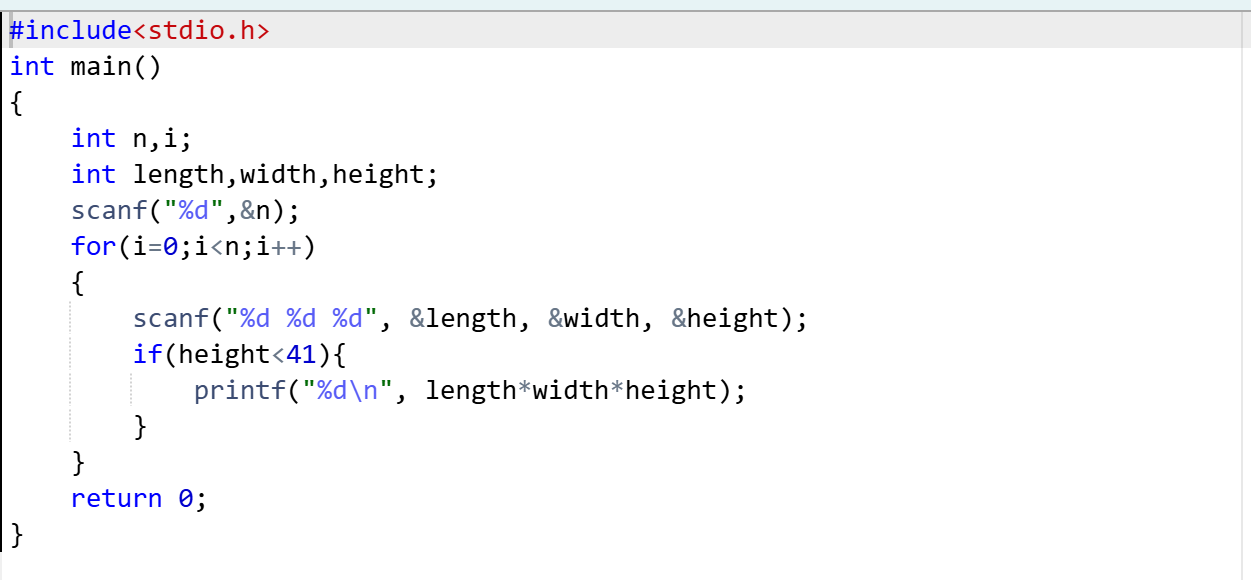 #include<stdio.h>
int main()
{
    int n,i;
    int length,width,height;
    scanf("%d",&n);
    for(i=0;i<n;i++)
    {
        scanf("%d %d %d", &length, &width, &height);
        if(height<41){
            printf("%d\n", length*width*height);
        }
    }
    return 0;
}